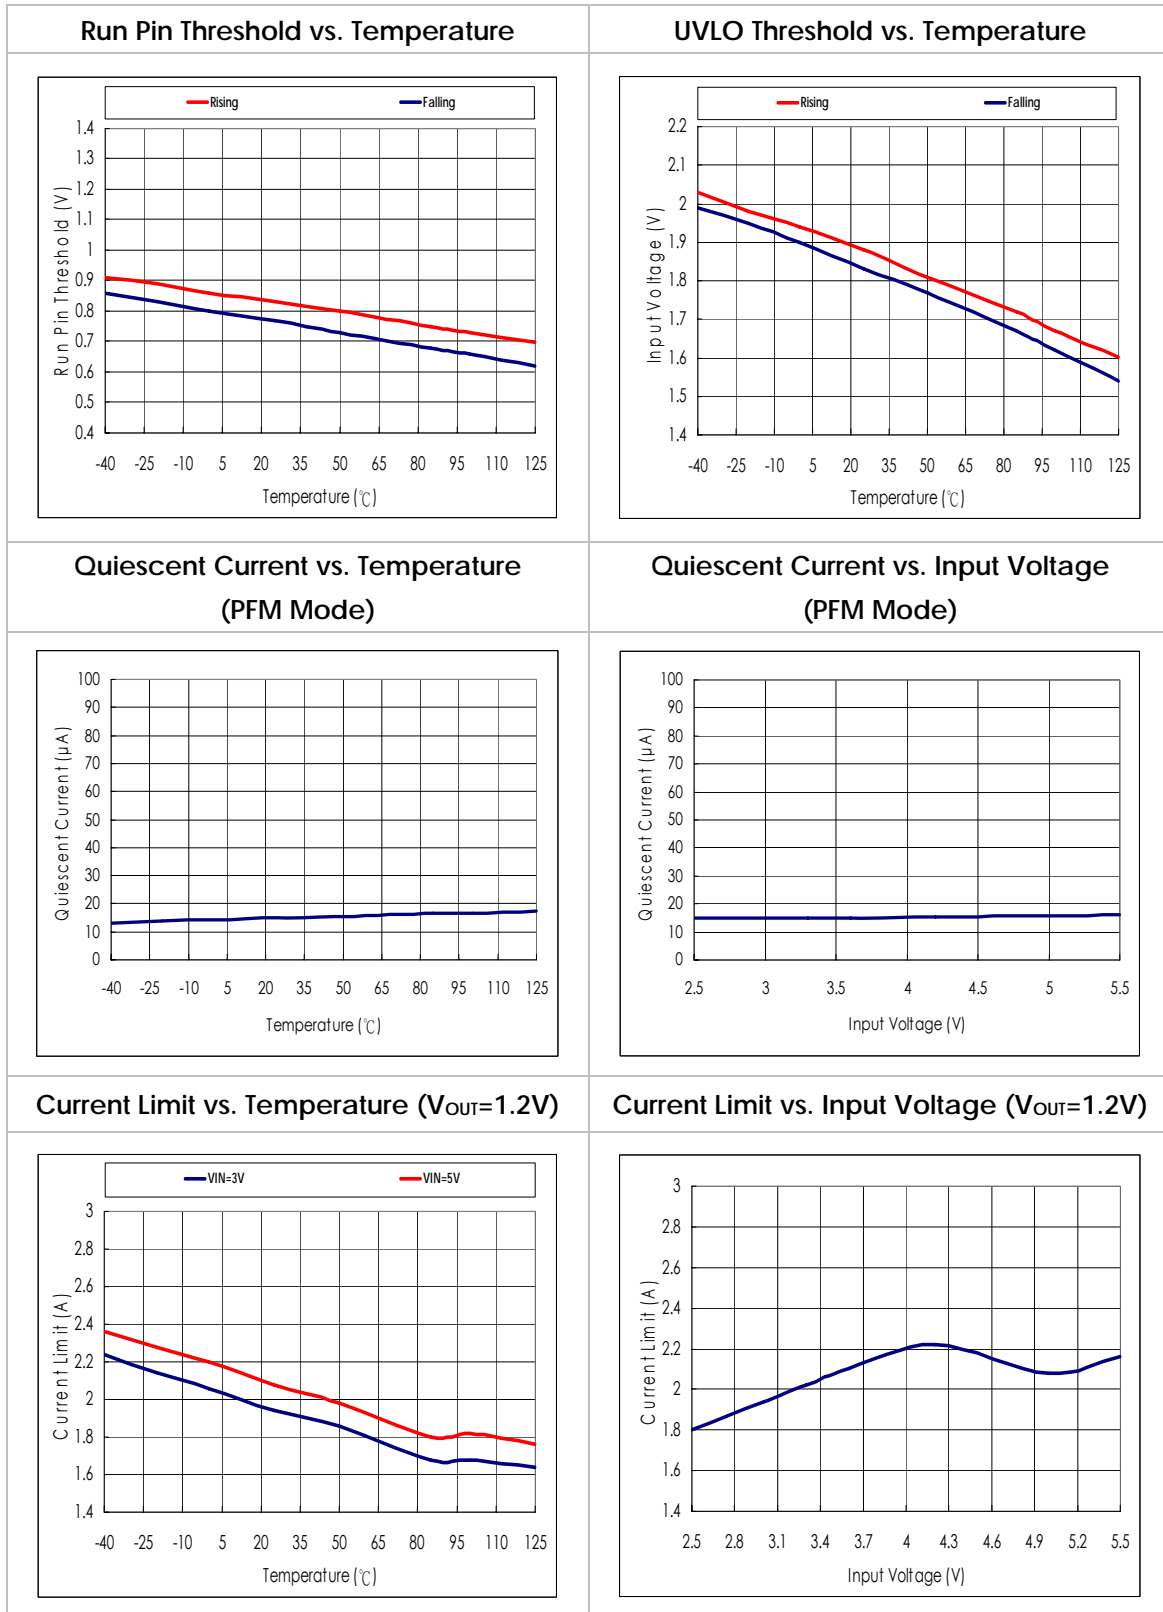 Run Pin Threshold vs. Temperature
UVLO Threshold vs. Temperature
Rising Falling
1.4
1.3
1.2
1.1
1
0.9
0.8
0.7
0.6
0.5
0.4
Run Pin Threshold (V)
-40 -25 -10 5 20 35 50 65 80 95 110 125
Temperature (℃)
Rising Falling
2.2
2.1
2
1.9
1.8
1.7
1.6
1.5
1.4
Input Voltage (V)
-40 -25 -10 5 20 35 50 65 80 95 110 125
Temperature (℃)
Quiescent Current vs. Temperature
(PFM Mode)
Quiescent Current vs. Input Voltage
(PFM Mode)
100
90
80
70
60
50
40
30
20
10
0
Quiescent Current (µA)
-40 -25 -10 5 20 35 50 65 80 95 110 125
Temperature (℃)
100
90
80
70
60
50
40
30
20
10
0
Quiescent Current (µA)
2.5 3 3.5 4 4.5 5 5.5
Input Voltage (V)
Current Limit vs. Temperature (VOUT=1.2V)
Current Limit vs. Input Voltage (VOUT=1.2V)
VIN=3V VIN=5V
3
2.8
2.6
2.4
2.2
2
1.8
1.6
1.4
Current Limit (A)
-40 -25 -10 5 20 35 50 65 80 95 110 125
Temperature (℃)
3
2.8
2.6
2.4
2.2
2
1.8
1.6
1.4
Current Limit (A)
2.5 2.8 3.1 3.4 3.7 4 4.3 4.6 4.9 5.2 5.5
Input Voltage (V)